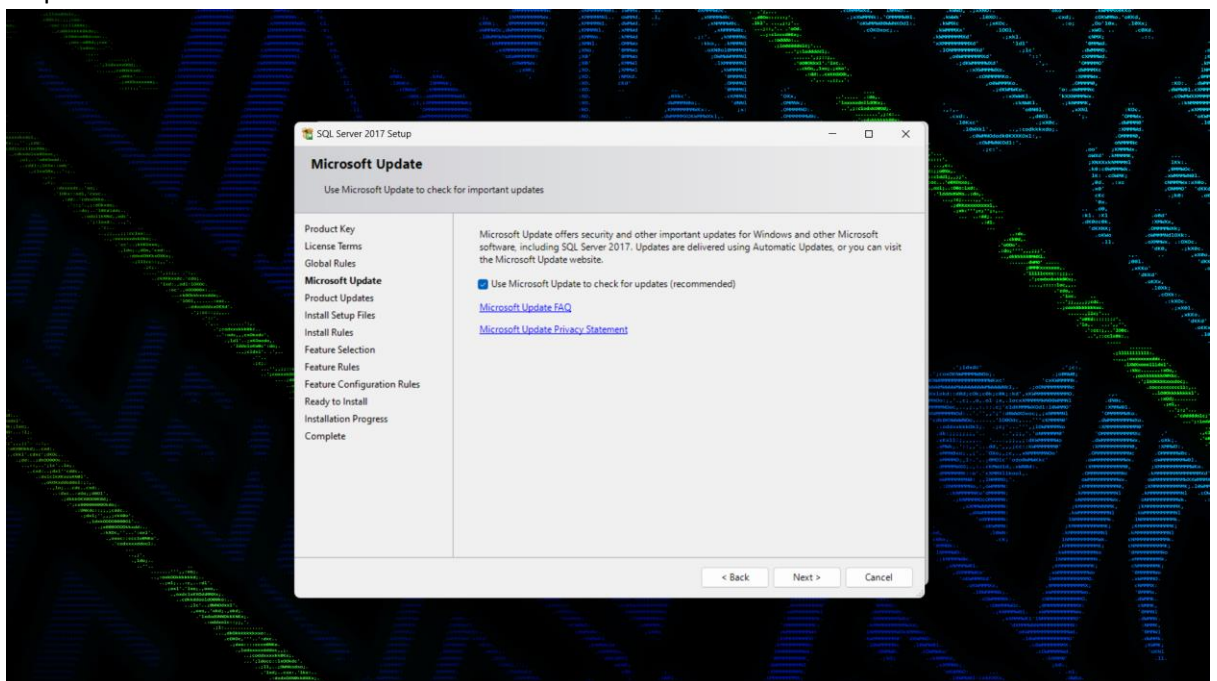 SQL Server 2017 Setup
Microsoft Update
Use Microsoft Update to check for important updates
Product Key
License Terms
Global Rules
Microsoft Update
Product Updates
Install Setup Files
Install Rules
Feature Selection
Feature Rules
Feature Configuration Rules
Ready to Install
Installation Progress
Complete
Microsoft Update offers security and other important updates for Windows and other Microsoft
software, including SQL Server 2017. Updates are delivered using Automatic Updates, or you can visit
the Microsoft Update website.
Use Microsoft Update to check for updates (recommended)
Microsoft Update FAQ
Microsoft Update Privacy Statement
< Back
Next >
Cancel